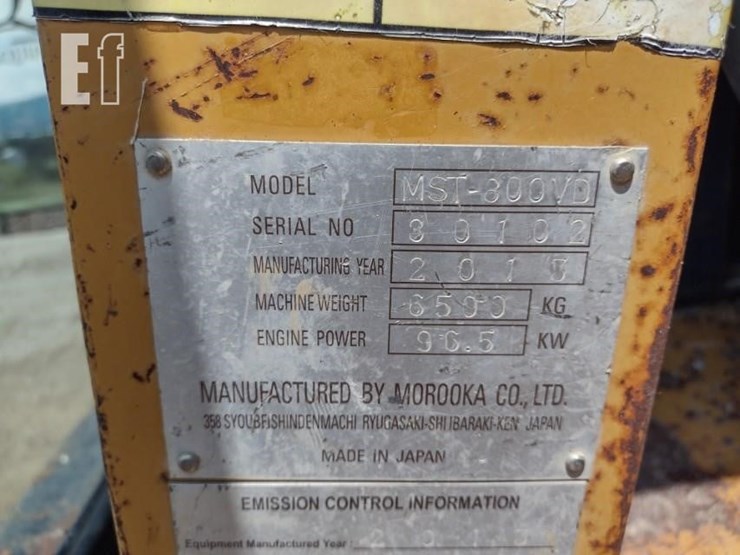 Ef
MODEL MST-800VD
SERIAL NO
MANUFACTURING YEAR
MACHINE WEIGHT 6500 KG
ENGINE POWER 96.5 KW
MANUFACTURED BY MOROOKA CO., LTD.
358 SYOUBFISHINDENMACHI RYUGASAKI-SHI IBARAKI-KEN JAPAN
MADE IN JAPAN
EMISSION CONTROL INFORMATION
Equipment Manufactured Year :